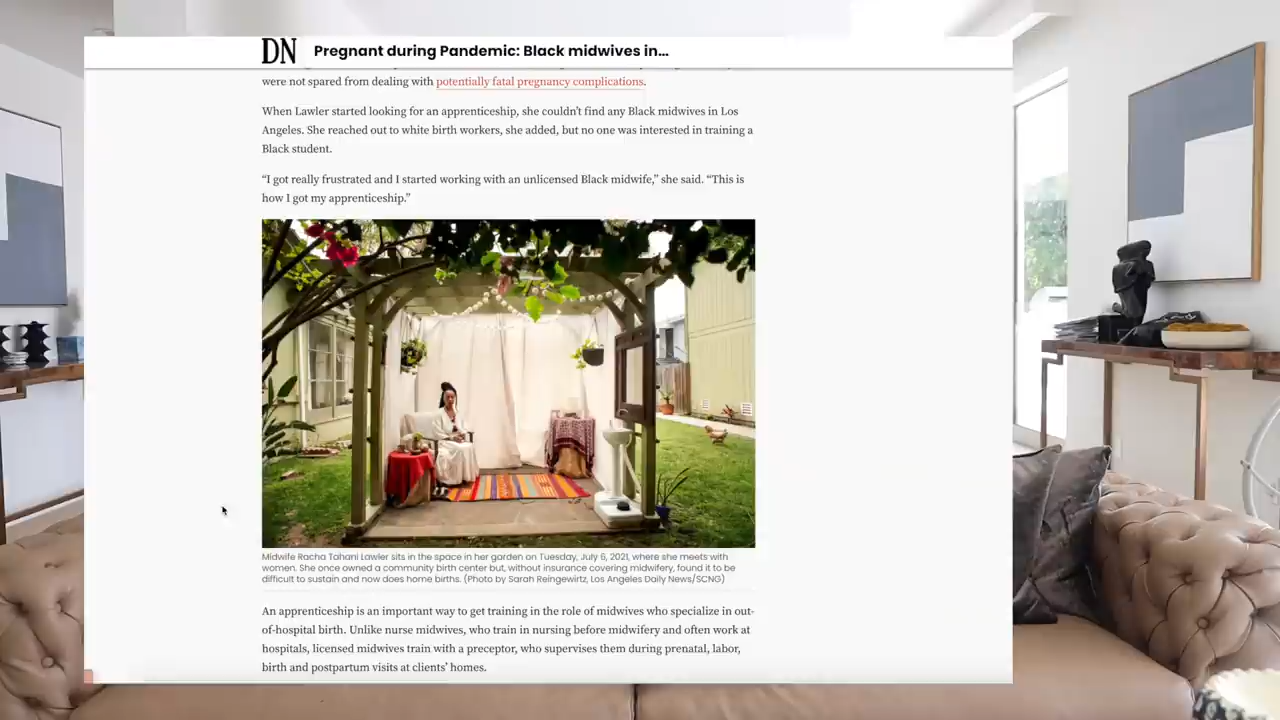 DN Pregnant during Pandemic: Black midwives in...
were not spared from dealing with potentially fatal pregnancy complications.
When Lawler started looking for an apprenticeship, she couldn't find any Black midwives in Los
Angeles. She reached out to white birth workers, she added, but no one was interested in training a
Black student.
“I got really frustrated and I started working with an unlicensed Black midwife,” she said. “This is
how I got my apprenticeship.”
Midwife Racha Tahani Lawler sits in the space in her garden on Tuesday, July 6, 2021, where she meets with
women. She once owned a community birth center but, without insurance covering midwifery, found it to be
difficult to sustain and now does home births. (Photo by Sarah Reingewirtz, Los Angeles Daily News/SCNG)
An apprenticeship is an important way to get training in the role of midwives who specialize in out-
of-hospital birth. Unlike nurse midwives, who train in nursing before midwifery and often work at
hospitals, licensed midwives train with a preceptor, who supervises them during prenatal, labor,
birth and postpartum visits at clients’ homes.